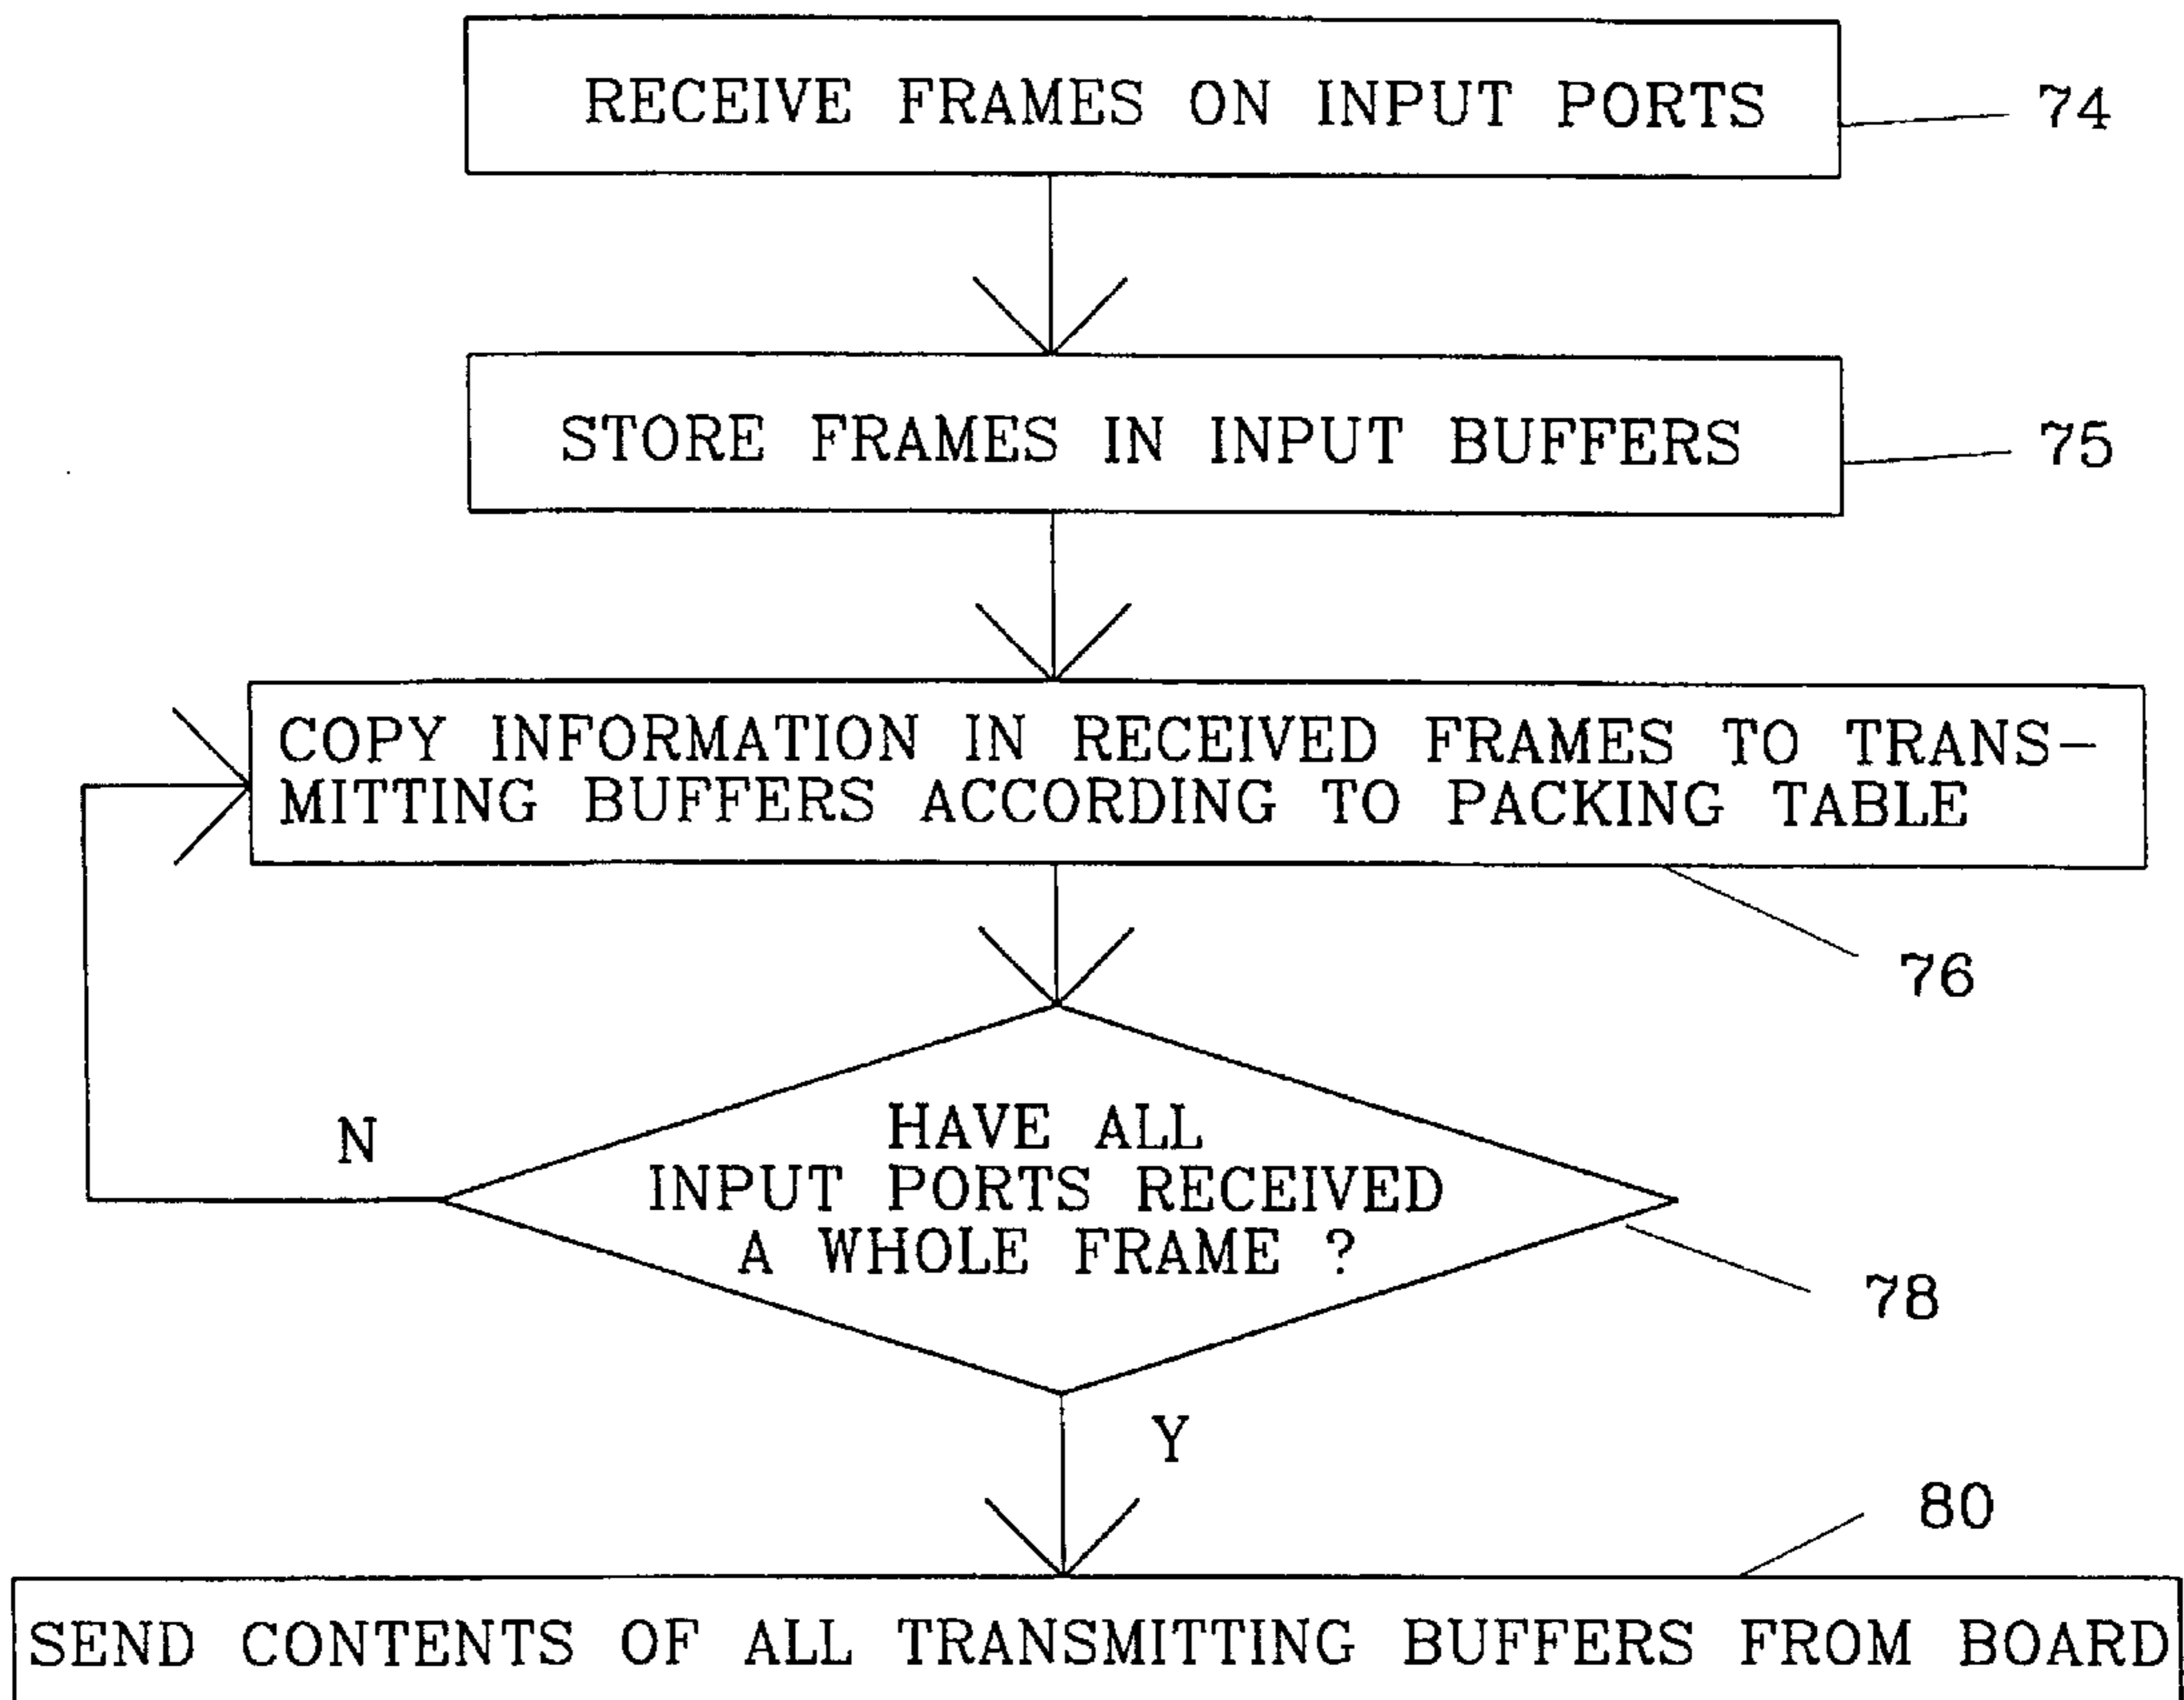 RECEIVE FRAMES ON INPUT PORTS
74
STORE FRAMES IN INPUT BUFFERS
75
COPY INFORMATION IN RECEIVED FRAMES TO TRANS-
MITTING BUFFERS ACCORDING TO PACKING TABLE
76
HAVE ALL
INPUT PORTS RECEIVED
A WHOLE FRAME ?
N
78
Y
80
SEND CONTENTS OF ALL TRANSMITTING BUFFERS FROM BOARD